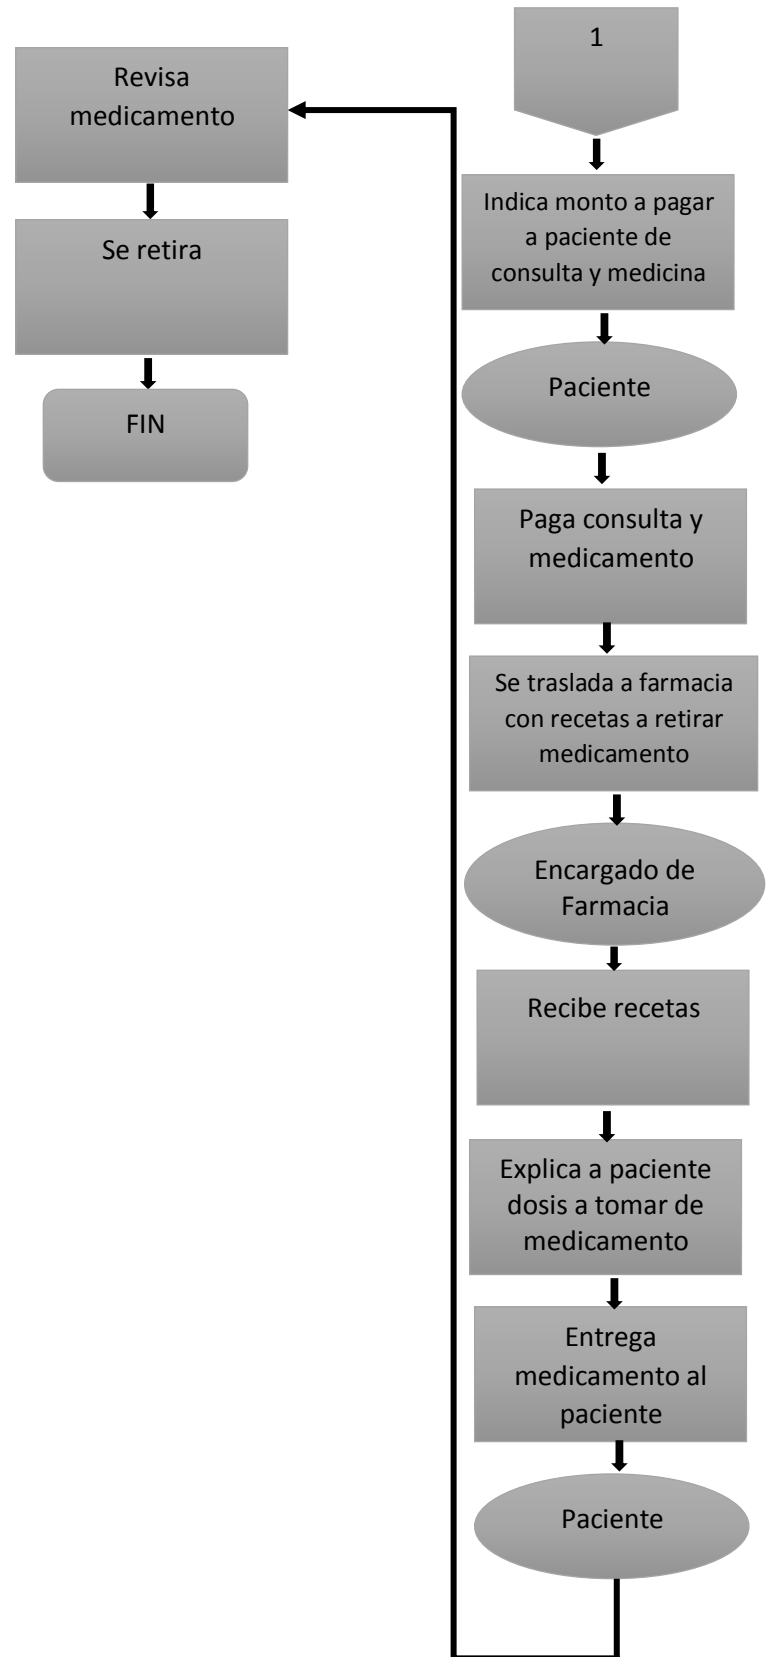 1
Indica monto a pagar
a paciente de
consulta y medicina
Paciente
Paga consulta y
medicamento
Se traslada a farmacia
con recetas a retirar
medicamento
Encargado de
Farmacia
Recibe recetas
Explica a paciente
dosis a tomar de
medicamento
Entrega
medicamento al
paciente
Paciente
Revisa
medicamento
Se retira
FIN